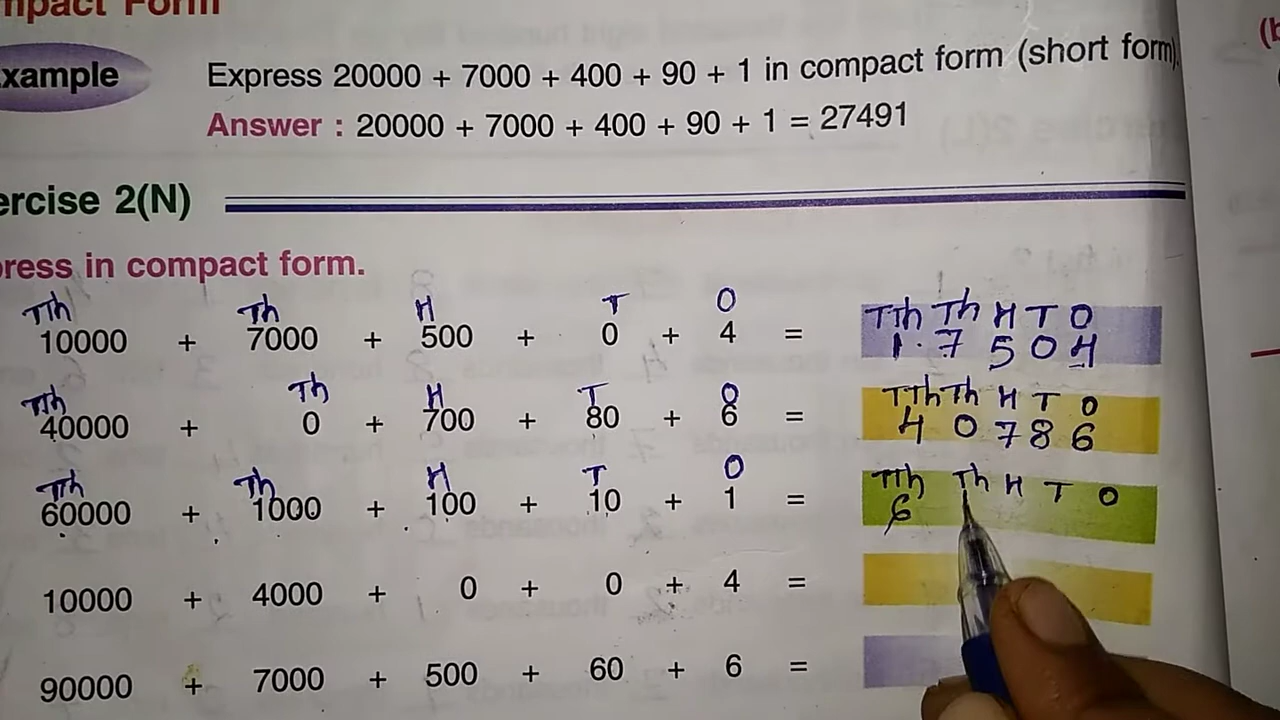 mpact Form
xample Express 20000 + 7000 + 400 + 90 + 1 in compact form (short form).
Answer : 20000 + 7000 + 400 + 90 + 1 = 27491
ercise 2(N)
press in compact form.
Tth Th H T O Tth Th H T O
10000 + 7000 + 500 + 0 + 4 = 1 7 5 0 4
Tth Th H T O TTh Th H T O
40000 + 0 + 700 + 80 + 6 = 4 0 7 8 6
Tth Th H T O TTh Th H T O
60000 + 1000 + 100 + 10 + 1 = 6
10000 + 4000 + 0 + 0 + 4 =
90000 + 7000 + 500 + 60 + 6 =